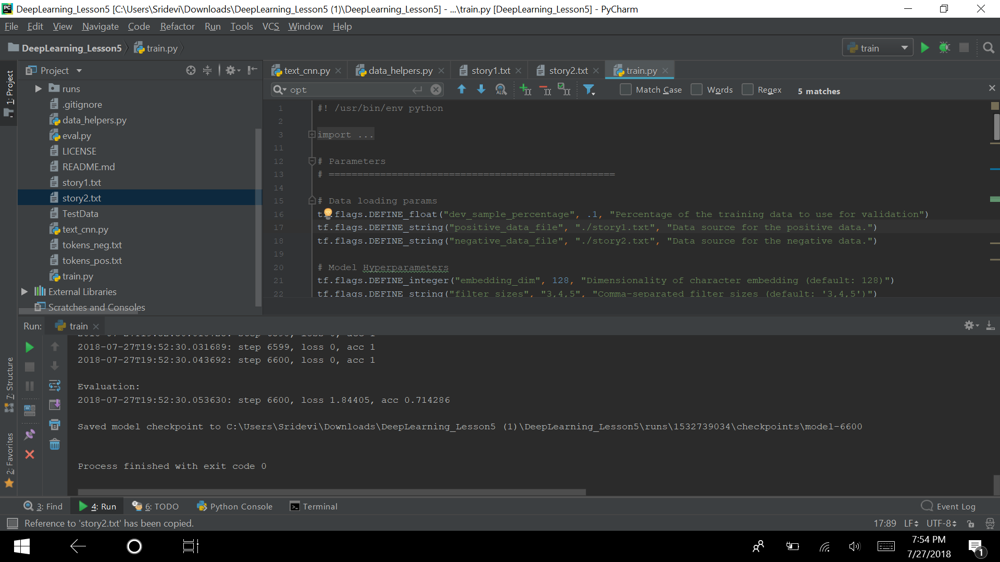 DeepLearning_Lesson5 [C:\Users\Sridevi\Downloads\DeepLearning_Lesson5 (1)\DeepLearning_Lesson5] - ...\train.py [DeepLearning_Lesson5] - PyCharm
File Edit View Navigate Code Refactor Run Tools VCS Window Help
DeepLearning_Lesson5 train.py train
1: Project
Project
text_cnn.py data_helpers.py story1.txt story2.txt train.py
opt Match Case Words Regex 5 matches
runs
.gitignore
data_helpers.py
eval.py
LICENSE
README.md
story1.txt
story2.txt
TestData
text_cnn.py
tokens_neg.txt
tokens_pos.txt
train.py
External Libraries
Scratches and Consoles
1 #! /usr/bin/env python
2
3 import ...
11
12 # Parameters
13 # ==================================================
14
15 # Data loading params
16 tf.flags.DEFINE_float("dev_sample_percentage", .1, "Percentage of the training data to use for validation")
17 tf.flags.DEFINE_string("positive_data_file", "./story1.txt", "Data source for the positive data.")
18 tf.flags.DEFINE_string("negative_data_file", "./story2.txt", "Data source for the negative data.")
19
20 # Model Hyperparameters
21 tf.flags.DEFINE_integer("embedding_dim", 128, "Dimensionality of character embedding (default: 128)")
22 tf.flags.DEFINE_string("filter_sizes", "3,4,5", "Comma-separated filter sizes (default: '3,4,5')")
Run: train
2018-07-27T19:52:30.031689: step 6599, loss 0, acc 1
2018-07-27T19:52:30.043692: step 6600, loss 0, acc 1
Evaluation:
2018-07-27T19:52:30.053630: step 6600, loss 1.84405, acc 0.714286
Saved model checkpoint to C:\Users\Sridevi\Downloads\DeepLearning_Lesson5 (1)\DeepLearning_Lesson5\runs\1532739034\checkpoints\model-6600
Process finished with exit code 0
7: Structure
2: Favorites
3: Find 4: Run 6: TODO Python Console Terminal Event Log
Reference to 'story2.txt' has been copied. 17:89 LF UTF-8
7:54 PM
7/27/2018
1